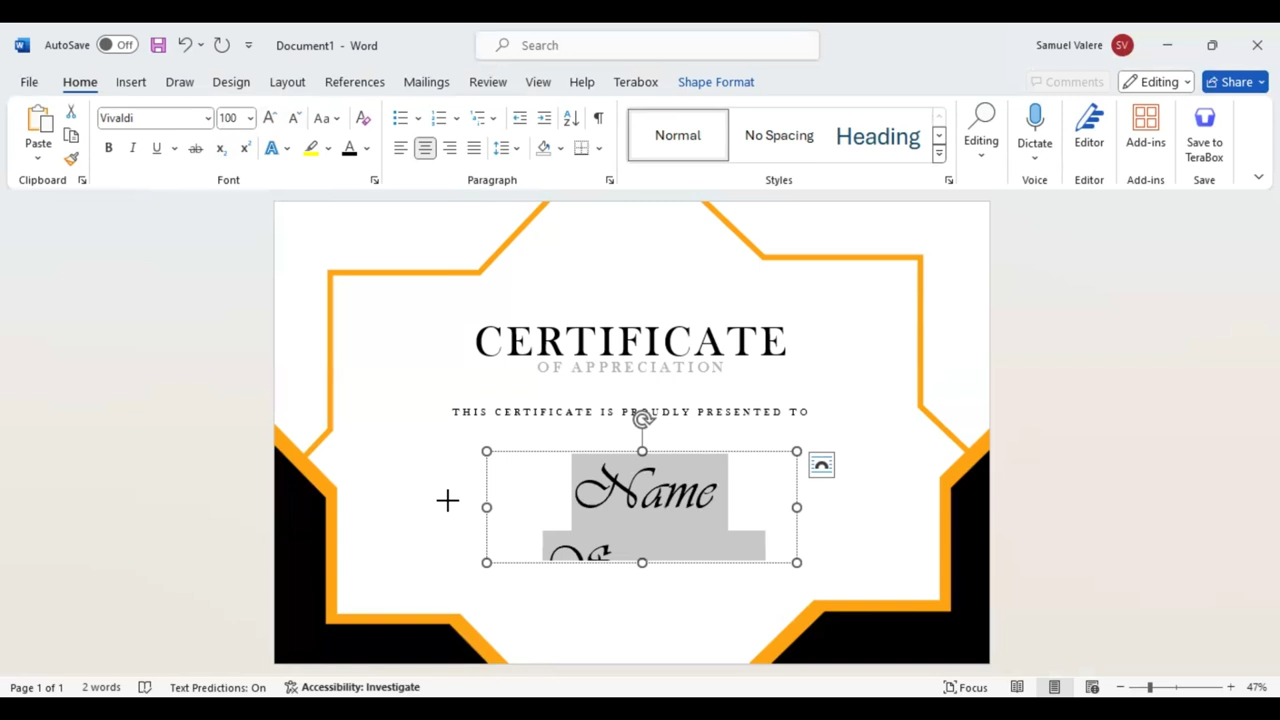 AutoSave Off Document1 - Word Search Samuel Valere SV
File Home Insert Draw Design Layout References Mailings Review View Help Terabox Shape Format Comments Editing Share
Paste Vivaldi 100 Aa Normal No Spacing Heading Editing Dictate Editor Add-ins Save to TeraBox
Clipboard Font Paragraph Styles Voice Editor Add-ins Save
CERTIFICATE
OF APPRECIATION
THIS CERTIFICATE IS PROUDLY PRESENTED TO
Name
Page 1 of 1 2 words Text Predictions: On Accessibility: Investigate Focus 47%